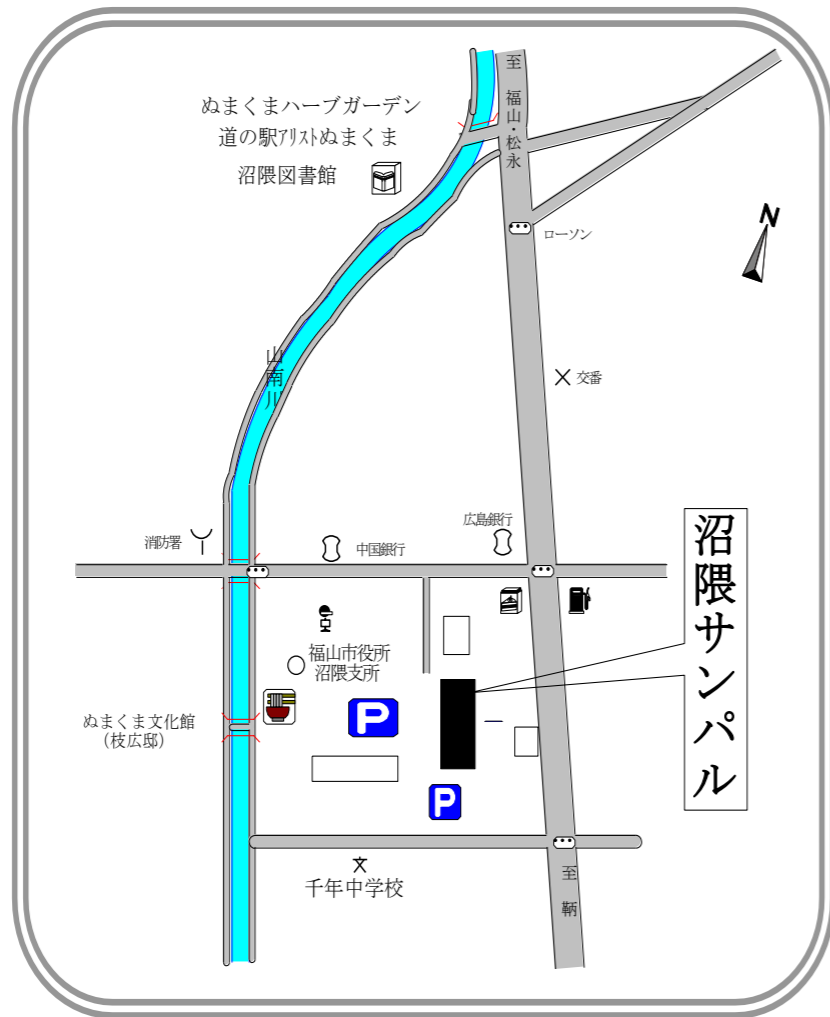 至 福山・松永
ぬまくまハーブガーデン
道の駅ｱﾘｽﾄぬまくま
沼隈図書館
N
ローソン
山南川
交番
消防署
中国銀行
広島銀行
沼隈サンパル
福山市役所
沼隈支所
P
ぬまくま文化館
（枝広邸）
P
千年中学校
至 鞆